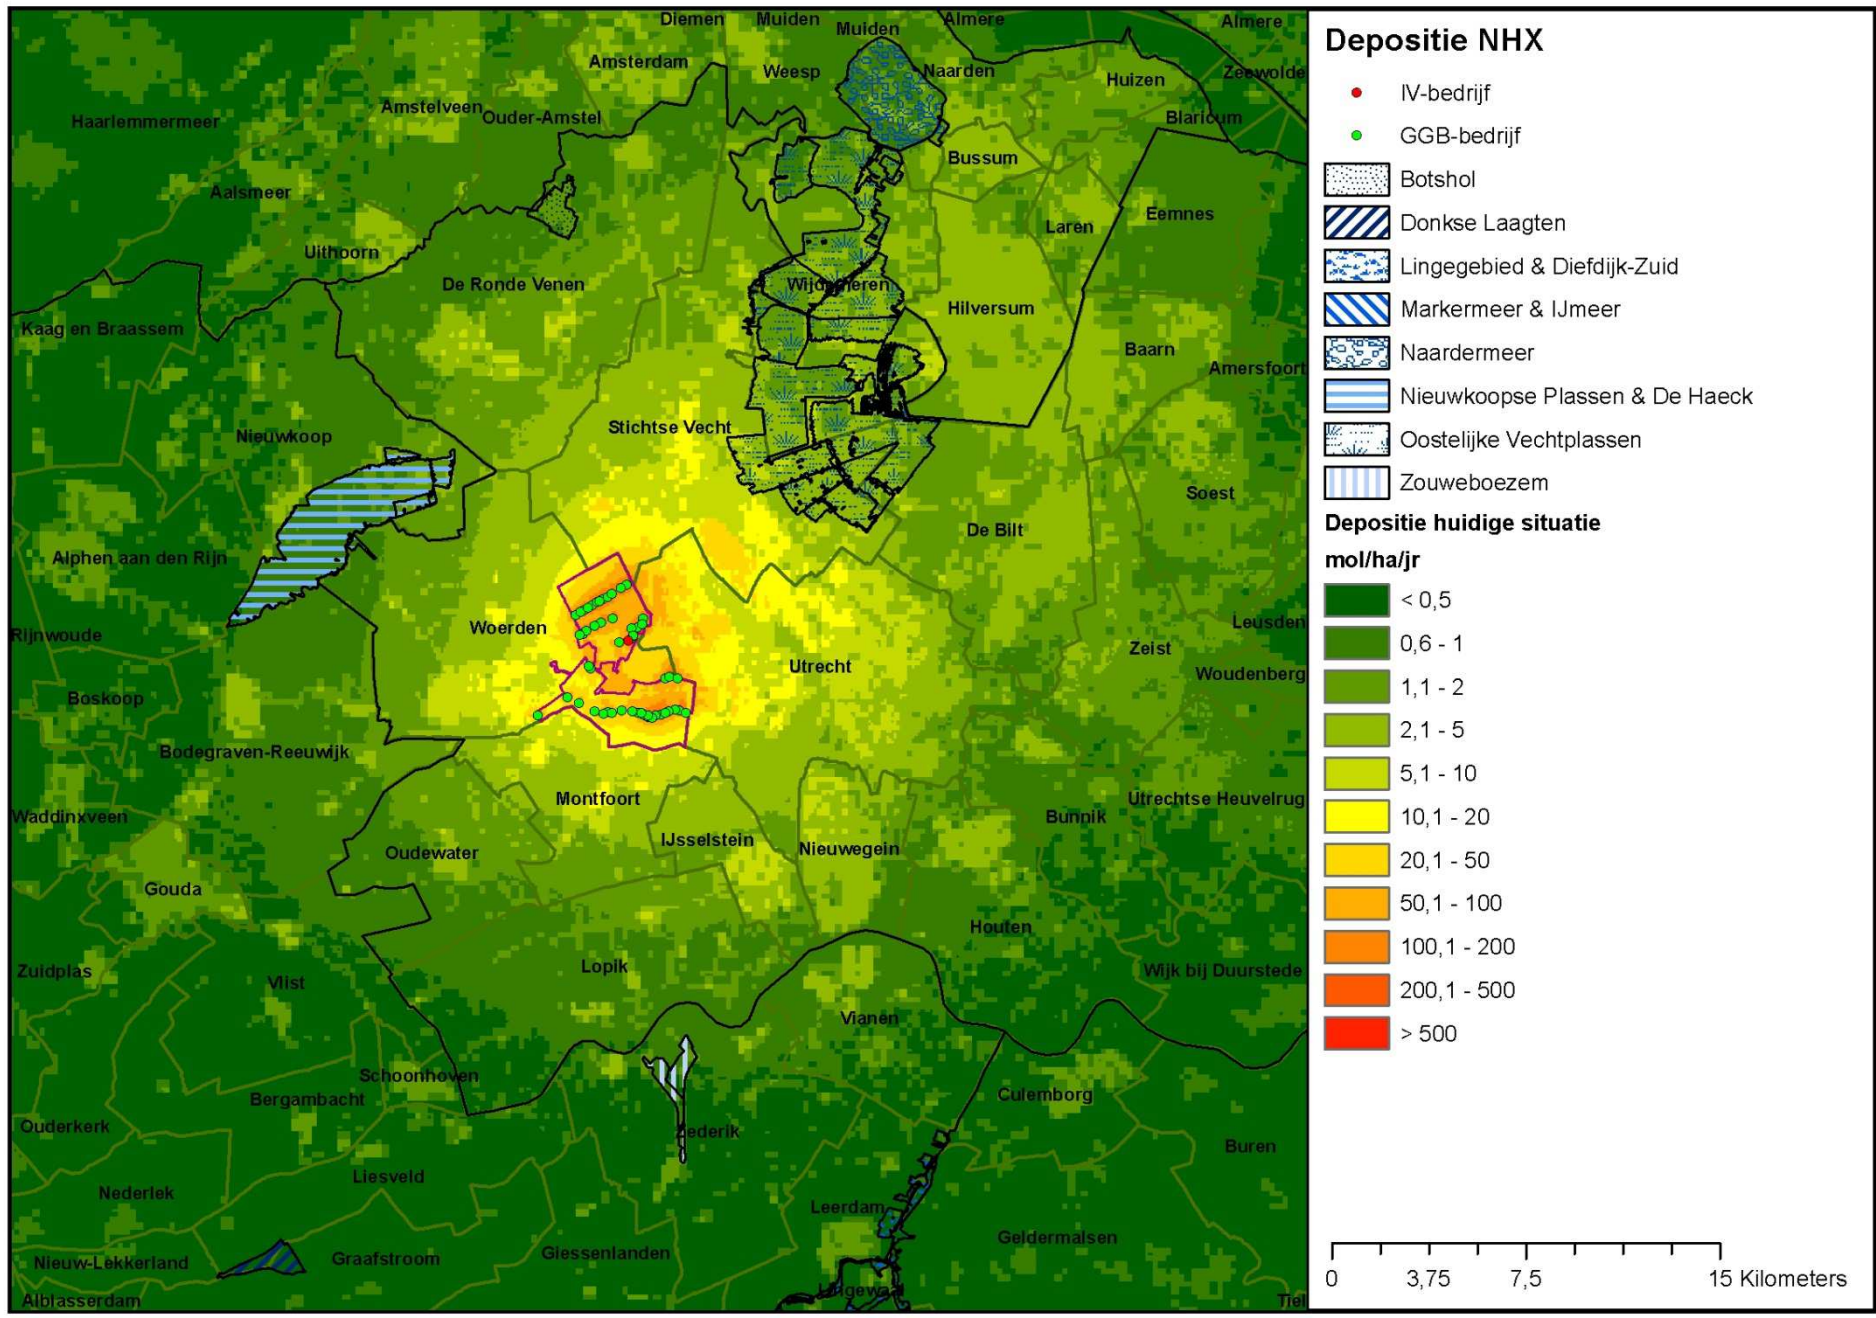 Diemen
Muiden
Muiden
Almere
Almere
Amsterdam
Weesp
Naarden
Huizen
Zeewolde
Haarlemmermeer
Amstelveen
Ouder-Amstel
Blaricum
Bussum
Aalsmeer
Laren
Eemnes
Uithoorn
De Ronde Venen
Wijdemeren
Hilversum
Kaag en Braassem
Baarn
Amersfoort
Nieuwkoop
Stichtse Vecht
Soest
De Bilt
Alphen aan den Rijn
Rijnwoude
Woerden
Leusden
Zeist
Utrecht
Woudenberg
Boskoop
Bodegraven-Reeuwijk
Montfoort
Utrechtse Heuvelrug
Waddinxveen
Bunnik
IJsselstein
Nieuwegein
Oudewater
Gouda
Houten
Lopik
Zuidplas
Wijk bij Duurstede
Vlist
Vianen
Schoonhoven
Bergambacht
Culemborg
Ouderkerk
Zederik
Buren
Liesveld
Nederlek
Leerdam
Geldermalsen
Giessenlanden
Graafstroom
Nieuw-Lekkerland
Alblasserdam
Tiel
Depositie NHX
IV-bedrijf
GGB-bedrijf
Botshol
Donkse Laagten
Lingegebied & Diefdijk-Zuid
Markermeer & IJmeer
Naardermeer
Nieuwkoopse Plassen & De Haeck
Oostelijke Vechtplassen
Zouweboezem
Depositie huidige situatie
mol/ha/jr
< 0,5
0,6 - 1
1,1 - 2
2,1 - 5
5,1 - 10
10,1 - 20
20,1 - 50
50,1 - 100
100,1 - 200
200,1 - 500
> 500
0 3,75 7,5 15 Kilometers